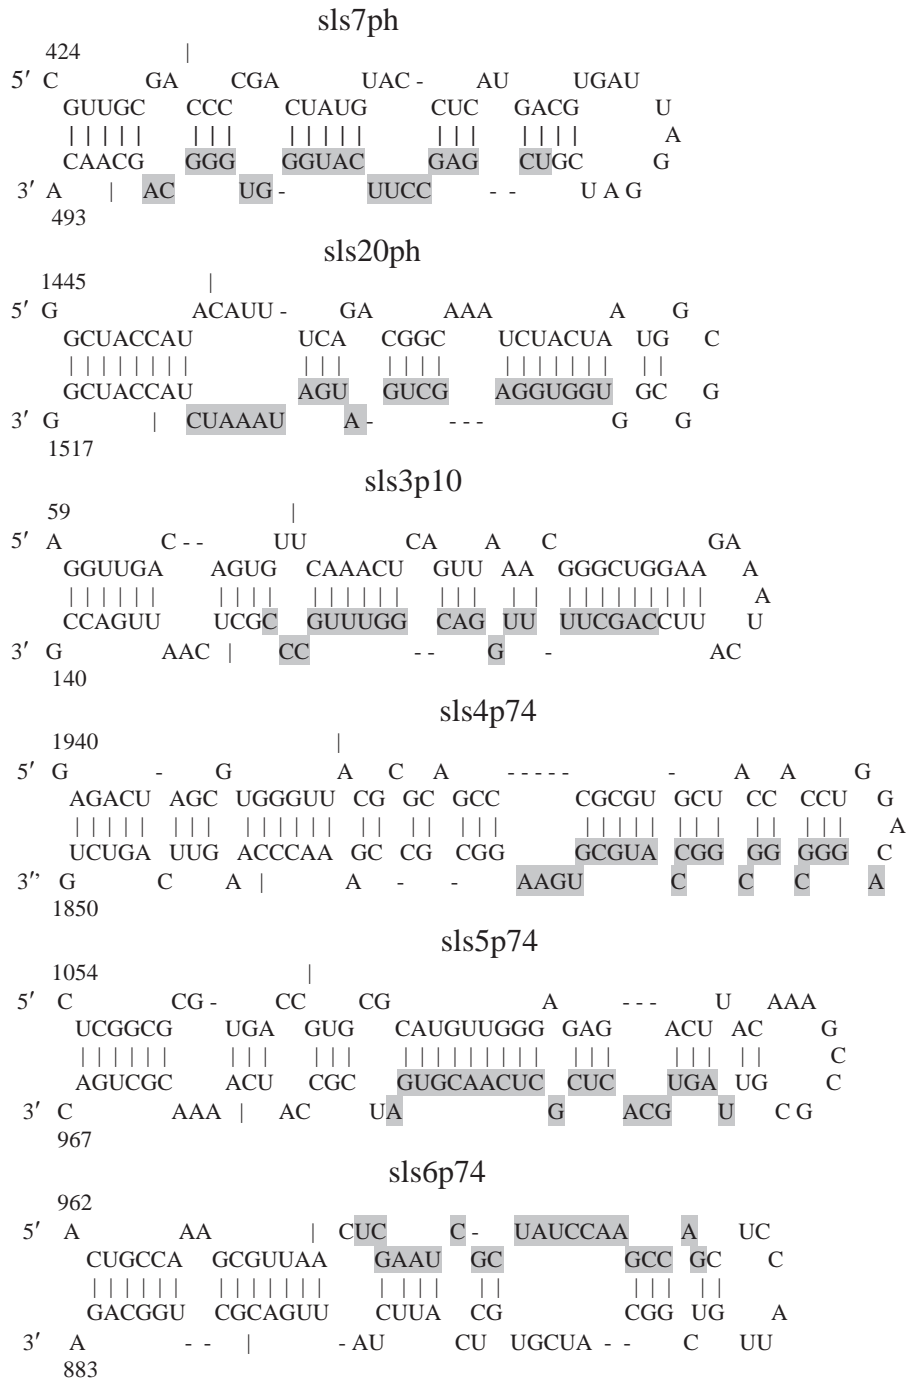 sls7ph
424 |
5′ C GA CGA UAC - AU UGAU
GUUGC CCC CUAUG CUC GACG U
| | | | | | | | | | | | | | | | | | | | A
CAACG GGG GGUAC GAG CUGC G
3′ A | AC UG - UUCC - - U A G
493
sls20ph
1445 |
5′ G ACAUU - GA AAA A G
GCUACCAU UCA CGGC UCUACUA UG C
| | | | | | | | | | | | | | | | | | | | | | | |
GCUACCAU AGU GUCG AGGUGGU GC G
3′ G | CUAAAU A - - - - G G
1517
sls3p10
59 |
5′ A C - - UU CA A C GA
GGUUGA AGUG CAAACU GUU AA GGGCUGGAA A
| | | | | | | | | | | | | | | | | | | | | | | | | | | | | | A
CCAGUU UCGC GUUUGG CAG UU UUCGACCUU U
3′ G AAC | CC - - G - AC
140
sls4p74
1940 |
5′ G - G A C A - - - - - - A A G
AGACU AGC UGGGUU CG GC GCC CGCGU GCU CC CCU G
| | | | | | | | | | | | | | | | | | | | | | | | | | | | | | | | | | A
UCUGA UUG ACCCAA GC CG CGG GCGUA CGG GG GGG C
3′' G C A | A - - AAGU C C C A
1850
sls5p74
1054 |
5′ C CG - CC CG A - - - U AAA
UCGGCG UGA GUG CAUGUUGGG GAG ACU AC G
| | | | | | | | | | | | | | | | | | | | | | | | | | | | | C
AGUCGC ACU CGC GUGCAACUC CUC UGA UG C
3′ C AAA | AC UA G ACG U C G
967
sls6p74
962
5′ A AA | CUC C - UAUCCAA A UC
CUGCCA GCGUUAA GAAU GC GCC GC C
| | | | | | | | | | | | | | | | | | | | | | | |
GACGGU CGCAGUU CUUA CG CGG UG A
3′ A - - | - AU CU UGCUA - - C UU
883